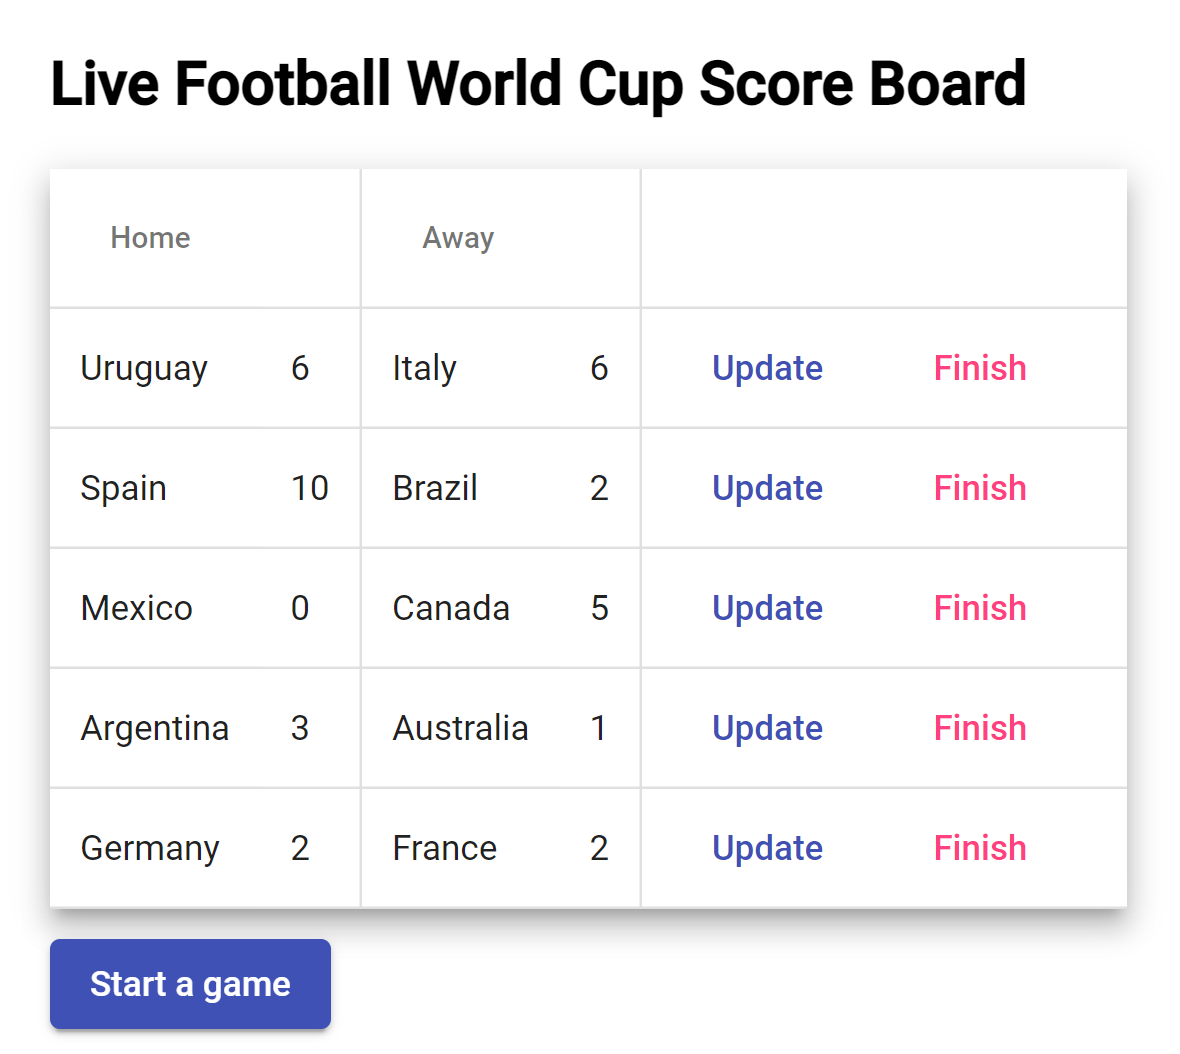 Live Football World Cup Score Board
Home Away
Uruguay 6 Italy 6 Update Finish
Spain 10 Brazil 2 Update Finish
Mexico 0 Canada 5 Update Finish
Argentina 3 Australia 1 Update Finish
Germany 2 France 2 Update Finish
Start a game